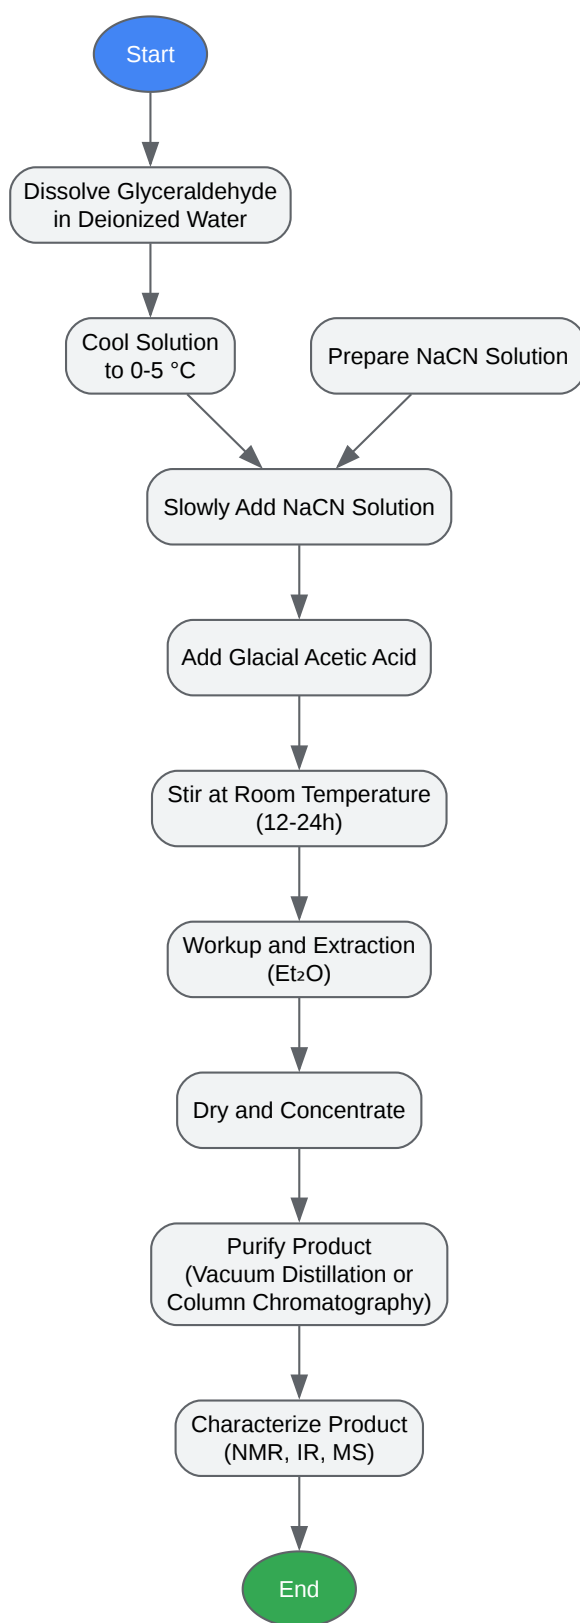 Start
Dissolve Glyceraldehyde
in Deionized Water
Cool Solution
to 0-5 °C
Prepare NaCN Solution
Slowly Add NaCN Solution
Add Glacial Acetic Acid
Stir at Room Temperature
(12-24h)
Workup and Extraction
(Et₂O)
Dry and Concentrate
Purify Product
(Vacuum Distillation or
Column Chromatography)
Characterize Product
(NMR, IR, MS)
End